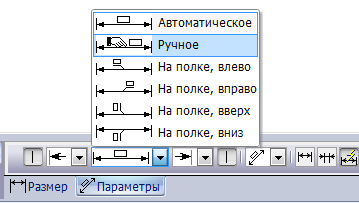 Автоматическое
Ручное
На полке, влево
На полке, вправо
На полке, вверх
На полке, вниз
Размер
Параметры